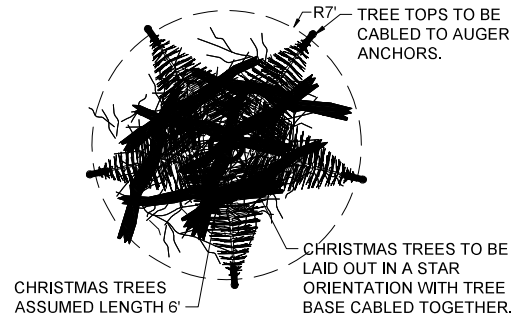 R7'
TREE TOPS TO BE
CABLED TO AUGER
ANCHORS.
CHRISTMAS TREES TO BE
LAID OUT IN A STAR
ORIENTATION WITH TREE
BASE CABLED TOGETHER.
CHRISTMAS TREES
ASSUMED LENGTH 6'